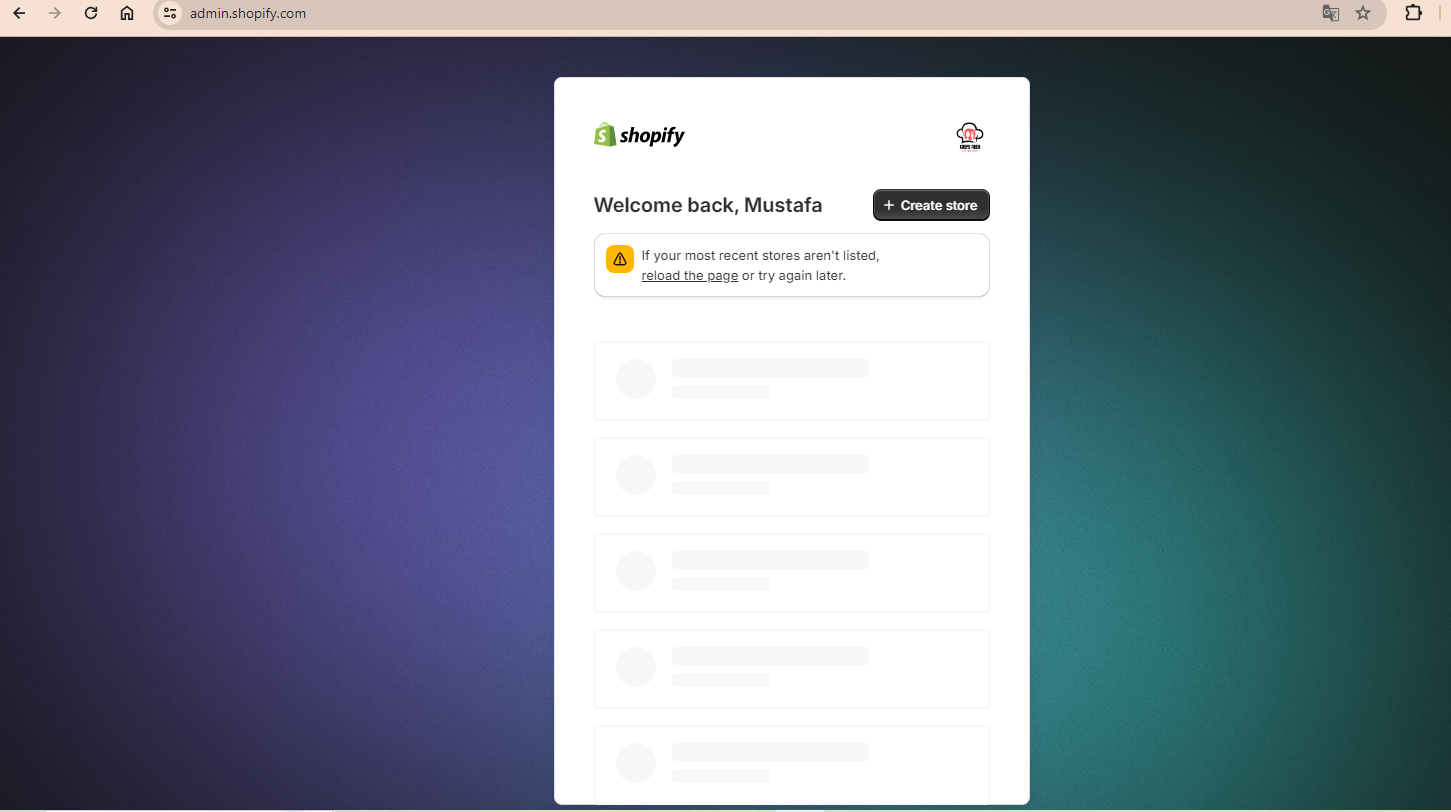 admin.shopify.com
shopify
Welcome back, Mustafa
+ Create store
If your most recent stores aren't listed,
reload the page or try again later.